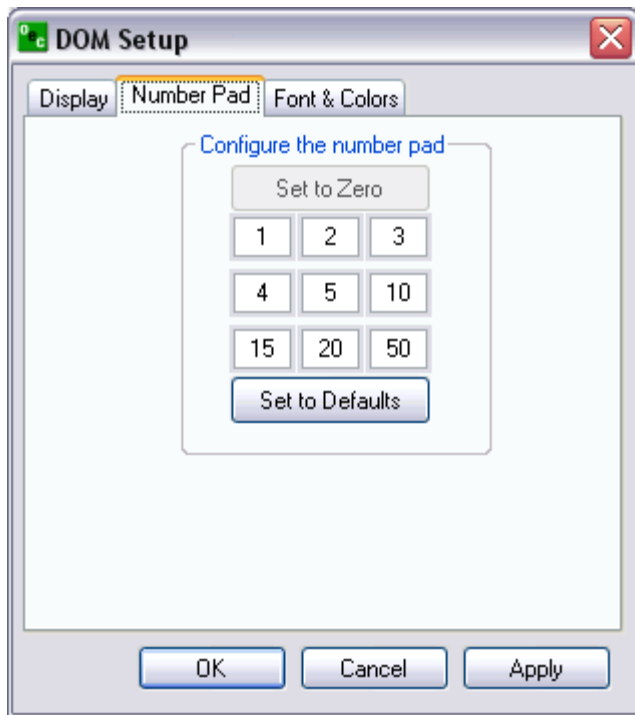 Oec DOM Setup
Display Number Pad Font & Colors
Configure the number pad
Set to Zero
1 2 3
4 5 10
15 20 50
Set to Defaults
OK Cancel Apply